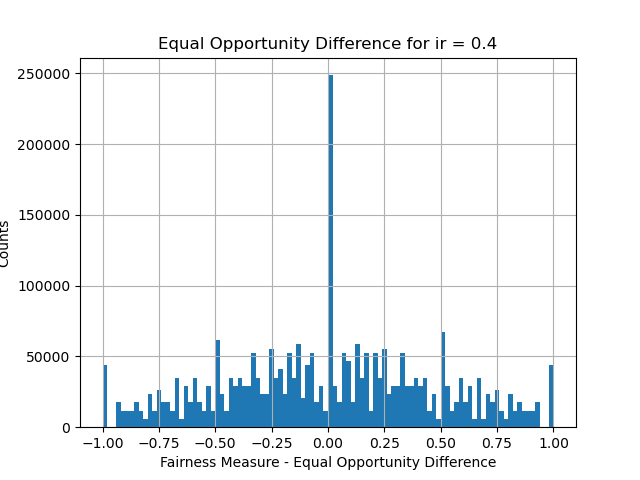 Equal Opportunity Difference for ir = 0.4
250000
200000
150000
100000
50000
0
Counts
−1.00 −0.75 −0.50 −0.25 0.00 0.25 0.50 0.75 1.00
Fairness Measure - Equal Opportunity Difference